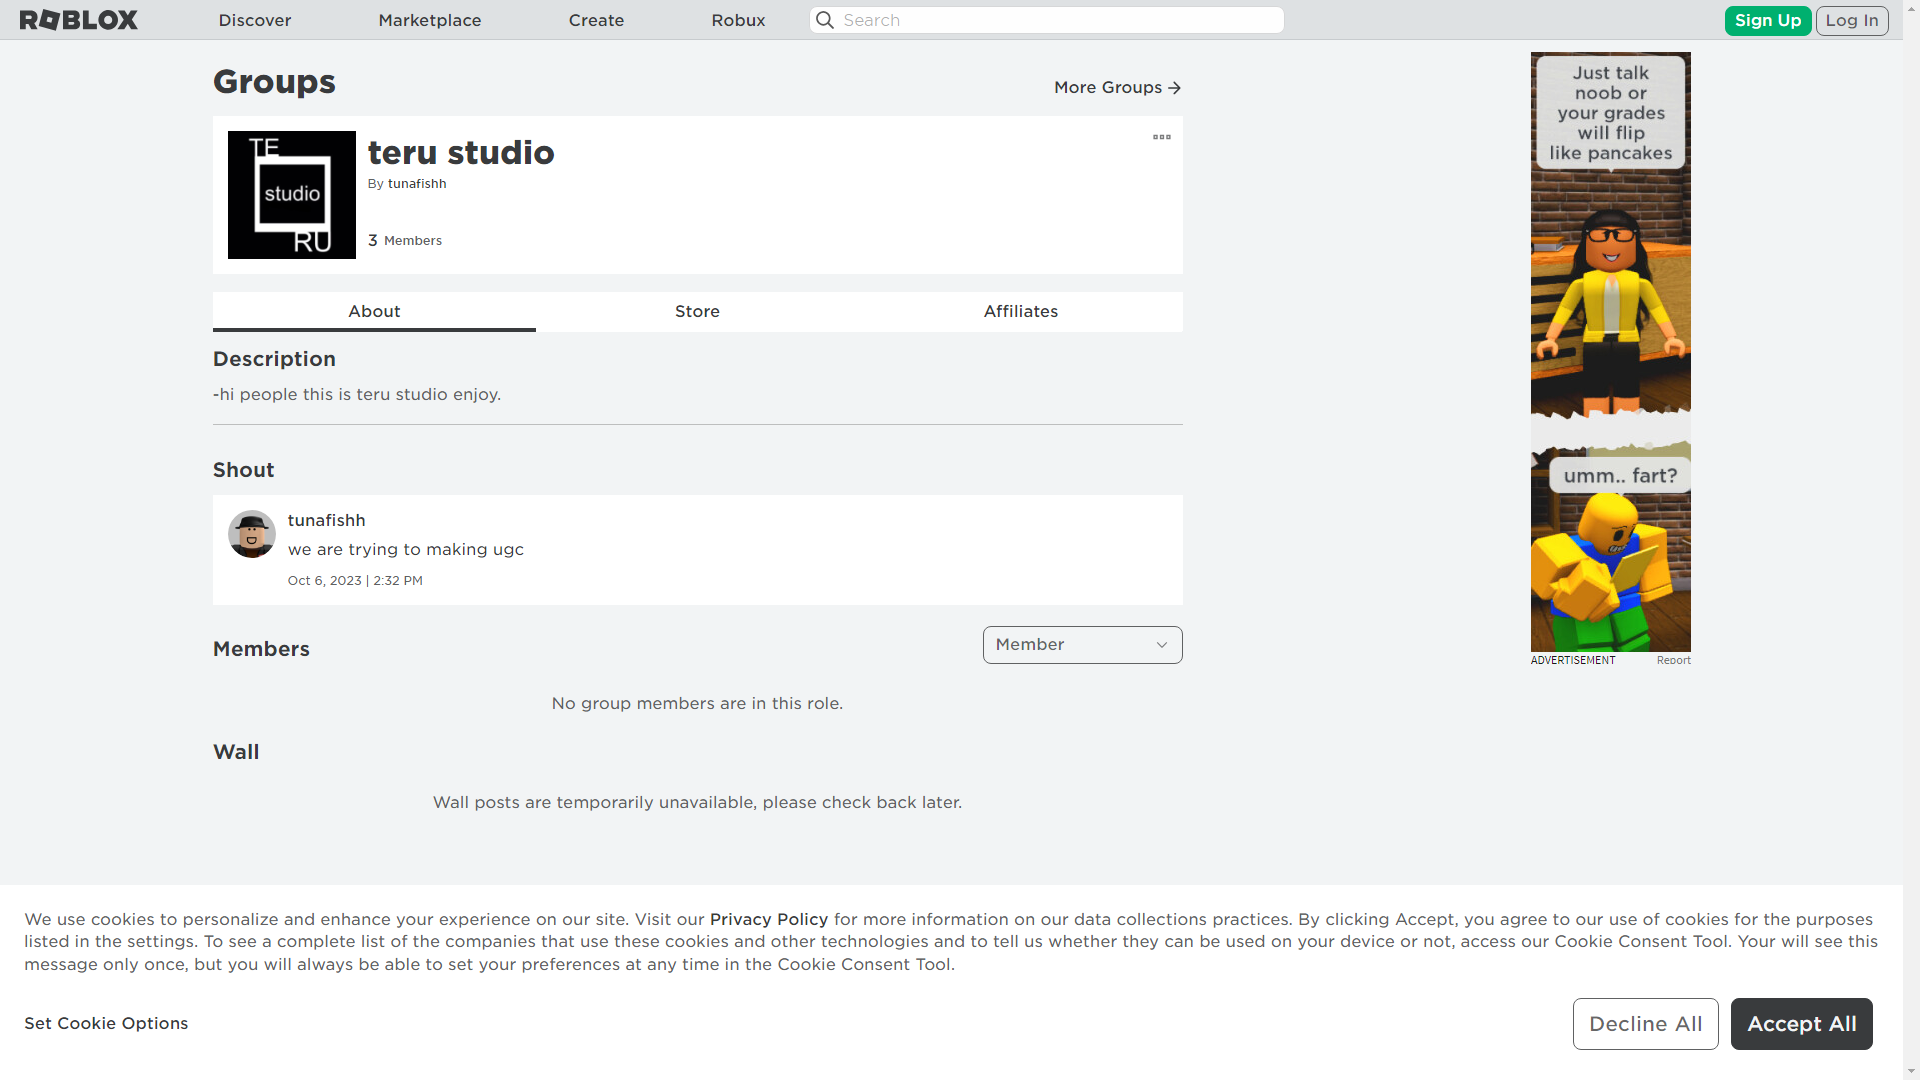 ROBLOX
Discover
Marketplace
Create
Robux
Search
Sign Up
Log In
Groups
More Groups
TE
studio
RU
teru studio
By tunafishh
3 Members
About
Store
Affiliates
Description
-hi people this is teru studio enjoy.
Shout
tunafishh
we are trying to making ugc
Oct 6, 2023 | 2:32 PM
Members
Member
No group members are in this role.
Wall
Wall posts are temporarily unavailable, please check back later.
Just talk
noob or
your grades
will flip
like pancakes
umm.. fart?
ADVERTISEMENT
Report
We use cookies to personalize and enhance your experience on our site. Visit our Privacy Policy for more information on our data collections practices. By clicking Accept, you agree to our use of cookies for the purposes
listed in the settings. To see a complete list of the companies that use these cookies and other technologies and to tell us whether they can be used on your device or not, access our Cookie Consent Tool. Your will see this
message only once, but you will always be able to set your preferences at any time in the Cookie Consent Tool.
Set Cookie Options
Decline All
Accept All